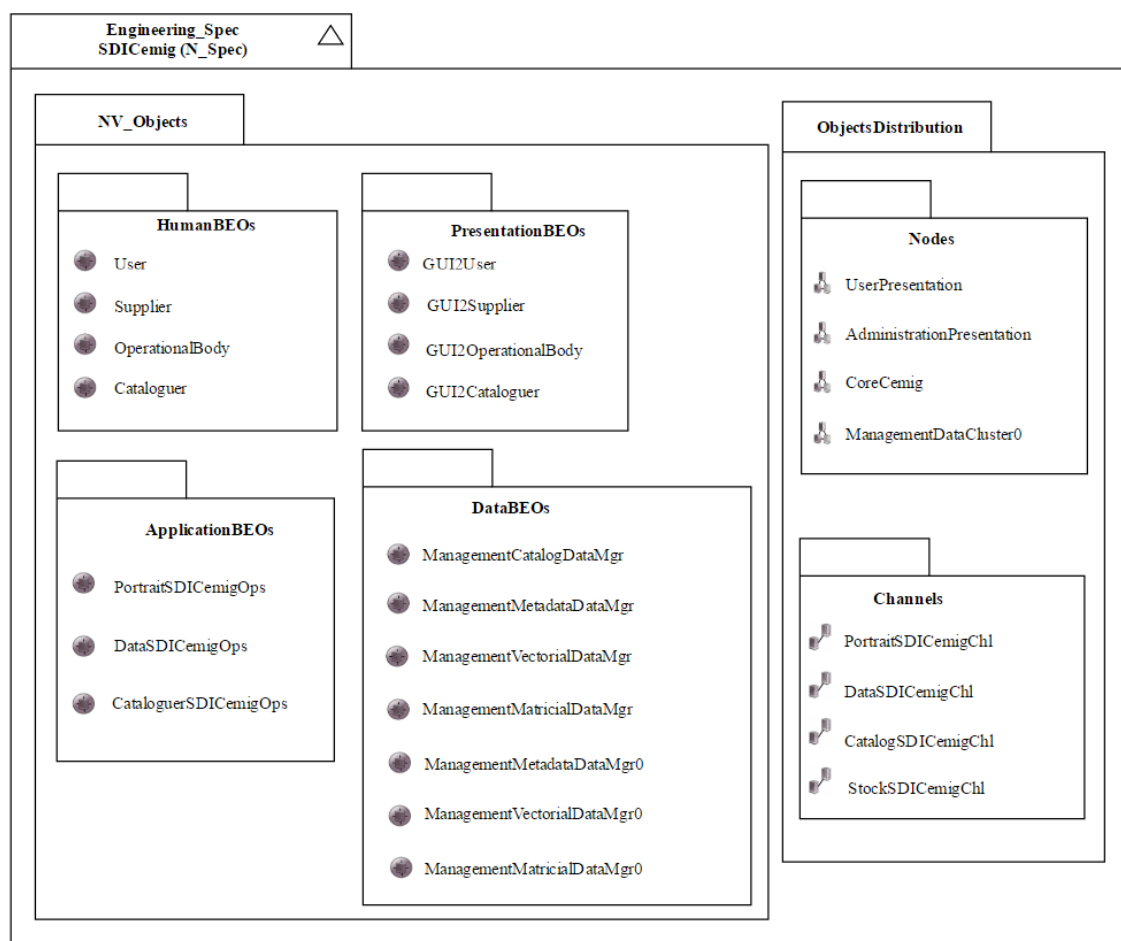 Engineering_Spec
SDICemig (N_Spec)
NV_Objects
HumanBEOs
User
Supplier
OperationalBody
Cataloguer
PresentationBEOs
GUI2User
GUI2Supplier
GUI2OperationalBody
GUI2Cataloguer
ApplicationBEOs
PortraitSDICemigOps
DataSDICemigOps
CataloguerSDICemigOps
DataBEOs
ManagementCatalogDataMgr
ManagementMetadataDataMgr
ManagementVectorialDataMgr
ManagementMatricialDataMgr
ManagementMetadataDataMgr0
ManagementVectorialDataMgr0
ManagementMatricialDataMgr0
ObjectsDistribution
Nodes
UserPresentation
AdministrationPresentation
CoreCemig
ManagementDataCluster0
Channels
PortraitSDICemigChl
DataSDICemigChl
CatalogSDICemigChl
StockSDICemigChl